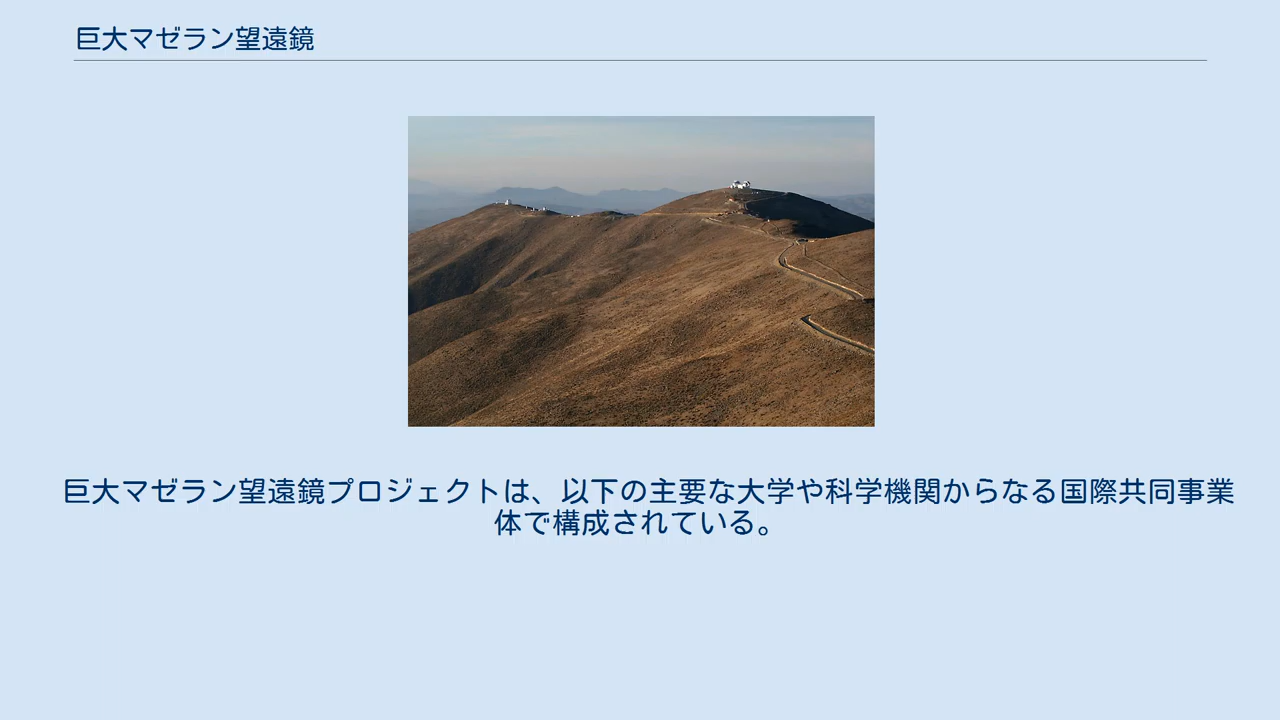 巨大マゼラン望遠鏡
巨大マゼラン望遠鏡プロジェクトは、以下の主要な大学や科学機関からなる国際共同事業
体で構成されている。